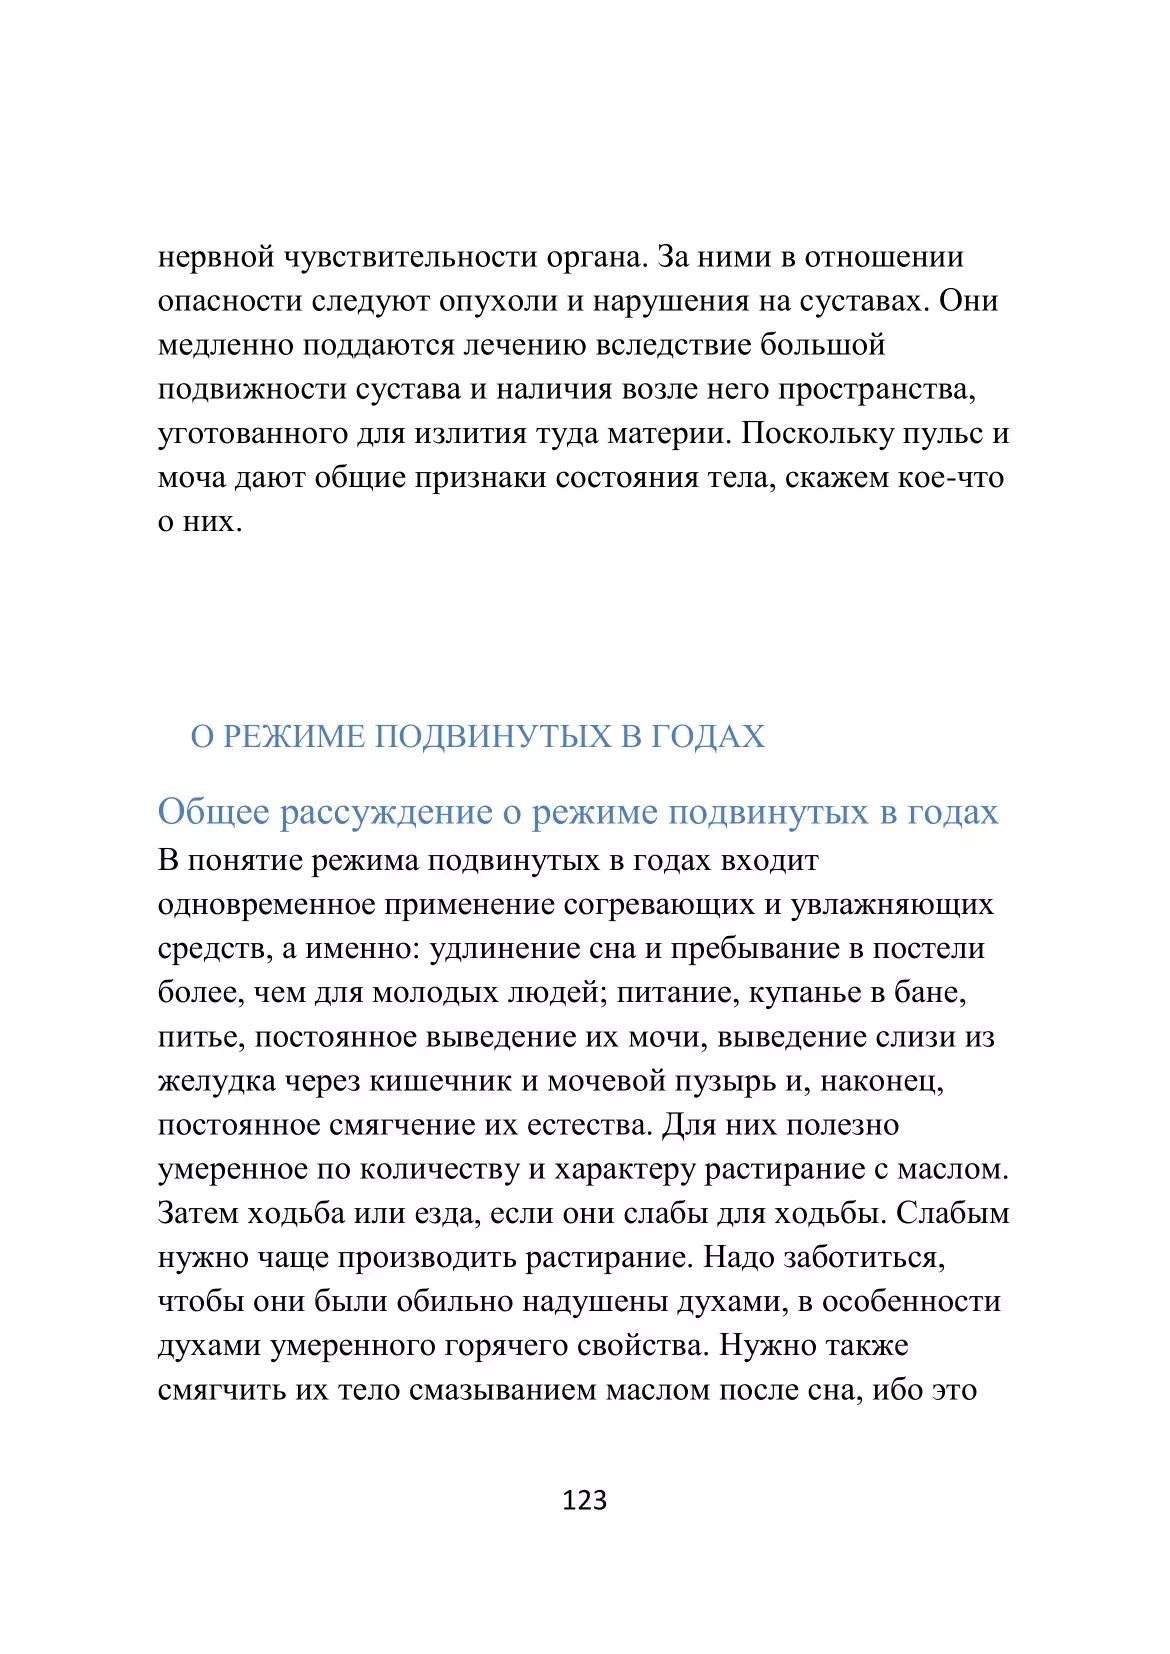 нервной чувствительности органа. За ними в отношении
опасности следуют опухоли и нарушения на суставах. Они
медленно поддаются лечению вследствие большой
подвижности сустава и наличия возле него пространства,
уготованного для излития туда материи. Поскольку пульс и
моча дают общие признаки состояния тела, скажем кое-что
о них.
О РЕЖИМЕ ПОДВИНУТЫХ В ГОДАХ
Общее рассуждение о режиме подвинутых в годах
В понятие режима подвинутых в годах входит
одновременное применение согревающих и увлажняющих
средств, а именно: удлинение сна и пребывание в постели
более, чем для молодых людей; питание, купанье в бане,
питье, постоянное выведение их мочи, выведение слизи из
желудка через кишечник и мочевой пузырь и, наконец,
постоянное смягчение их естества. Для них полезно
умеренное по количеству и характеру растирание с маслом.
Затем ходьба или езда, если они слабы для ходьбы. Слабым
нужно чаще производить растирание. Надо заботиться,
чтобы они были обильно надушены духами, в особенности
духами умеренного горячего свойства. Нужно также
смягчить их тело смазыванием маслом после сна, ибо это
123